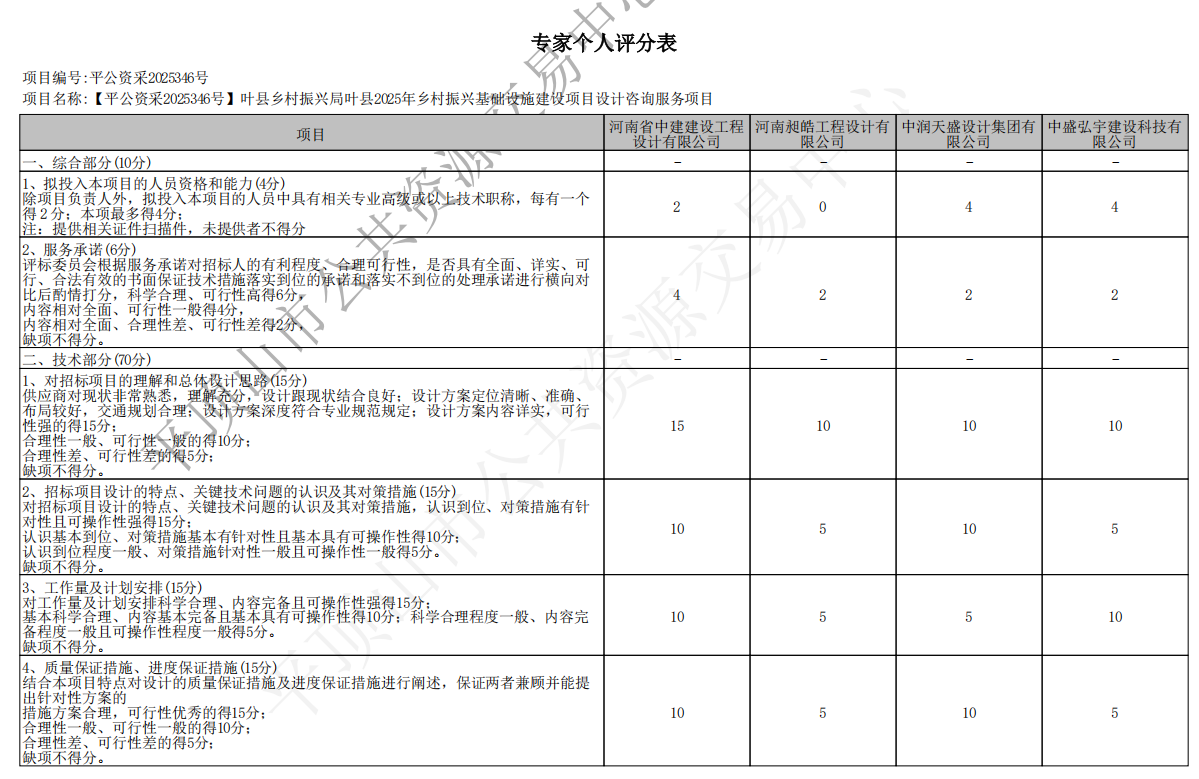 专家个人评分表
项目编号:平公资采2025346号
项目名称:【平公资采2025346号】叶县乡村振兴局叶县2025年乡村振兴基础设施建设项目设计咨询服务项目
项目
河南省中建建设工程
设计有限公司
河南昶皓工程设计有
限公司
中润天盛设计集团有
限公司
中盛弘宇建设科技有
限公司
一、综合部分(10分)
-
-
-
-
1、拟投入本项目的人员资格和能力(4分)
除项目负责人外，拟投入本项目的人员中具有相关专业高级或以上技术职称，每有一个
得２分；本项最多得4分；
注：提供相关证件扫描件，未提供者不得分
2
0
4
4
2、服务承诺(6分)
评标委员会根据服务承诺对招标人的有利程度、合理可行性，是否具有全面、详实、可
行、合法有效的书面保证技术措施落实到位的承诺和落实不到位的处理承诺进行横向对
比后酌情打分，科学合理、可行性高得6分，
内容相对全面、可行性一般得4分，
内容相对全面、合理性差、可行性差得2分，
缺项不得分。
4
2
2
2
二、技术部分(70分)
-
-
-
-
1、对招标项目的理解和总体设计思路(15分)
供应商对现状非常熟悉，理解充分，设计跟现状结合良好；设计方案定位清晰、准确、
布局较好，交通规划合理；设计方案深度符合专业规范规定；设计方案内容详实，可行
性强的得15分；
合理性一般、可行性一般的得10分；
合理性差、可行性差的得5分；
缺项不得分。
15
10
10
10
2、招标项目设计的特点、关键技术问题的认识及其对策措施(15分)
对招标项目设计的特点、关键技术问题的认识及其对策措施，认识到位、对策措施有针
对性且可操作性强得15分；
认识基本到位、对策措施基本有针对性且基本具有可操作性得10分；
认识到位程度一般、对策措施针对性一般且可操作性一般得5分。
缺项不得分。
10
5
10
5
3、工作量及计划安排(15分)
对工作量及计划安排科学合理、内容完备且可操作性强得15分；
基本科学合理、内容基本完备且基本具有可操作性得10分；科学合理程度一般、内容完
备程度一般且可操作性程度一般得5分。
缺项不得分。
10
5
5
10
4、质量保证措施、进度保证措施(15分)
结合本项目特点对设计的质量保证措施及进度保证措施进行阐述，保证两者兼顾并能提
出针对性方案的
措施方案合理，可行性优秀的得15分；
合理性一般、可行性一般的得10分；
合理性差、可行性差的得5分；
缺项不得分。
10
5
10
5
平顶山市公共资源交易中心
平顶山市公共资源交易中心